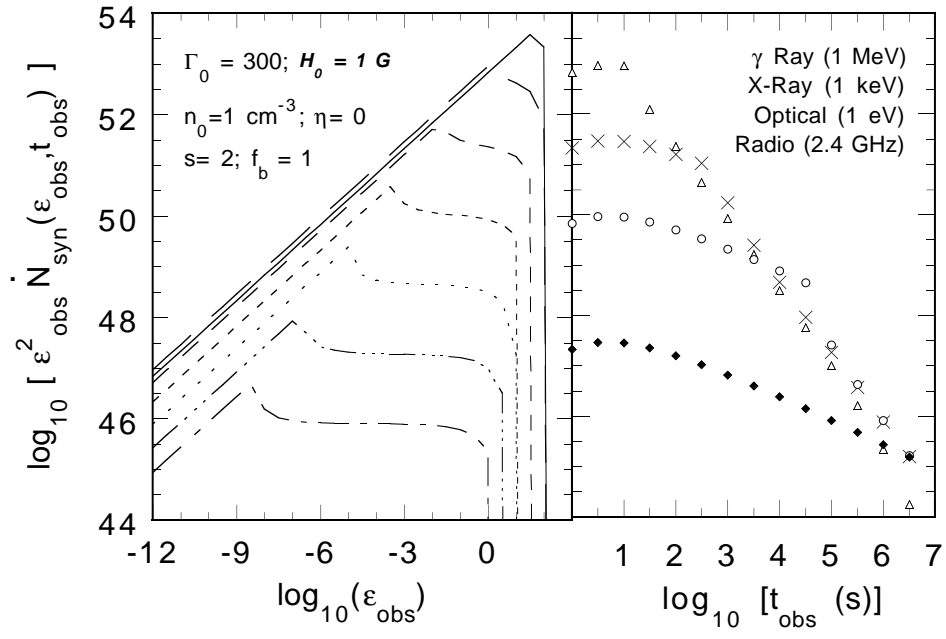 log10 [ ε²obs Ṅsyn(εobs,tobs) ]
54
52
50
48
46
44
Γ0 = 300; H0 = 1 G
n0=1 cm-3; η= 0
s= 2; fb = 1
-12 -9 -6 -3 0
log10(εobs)
γ Ray (1 MeV)
X-Ray (1 keV)
Optical (1 eV)
Radio (2.4 GHz)
1 2 3 4 5 6 7
log10 [tobs (s)]